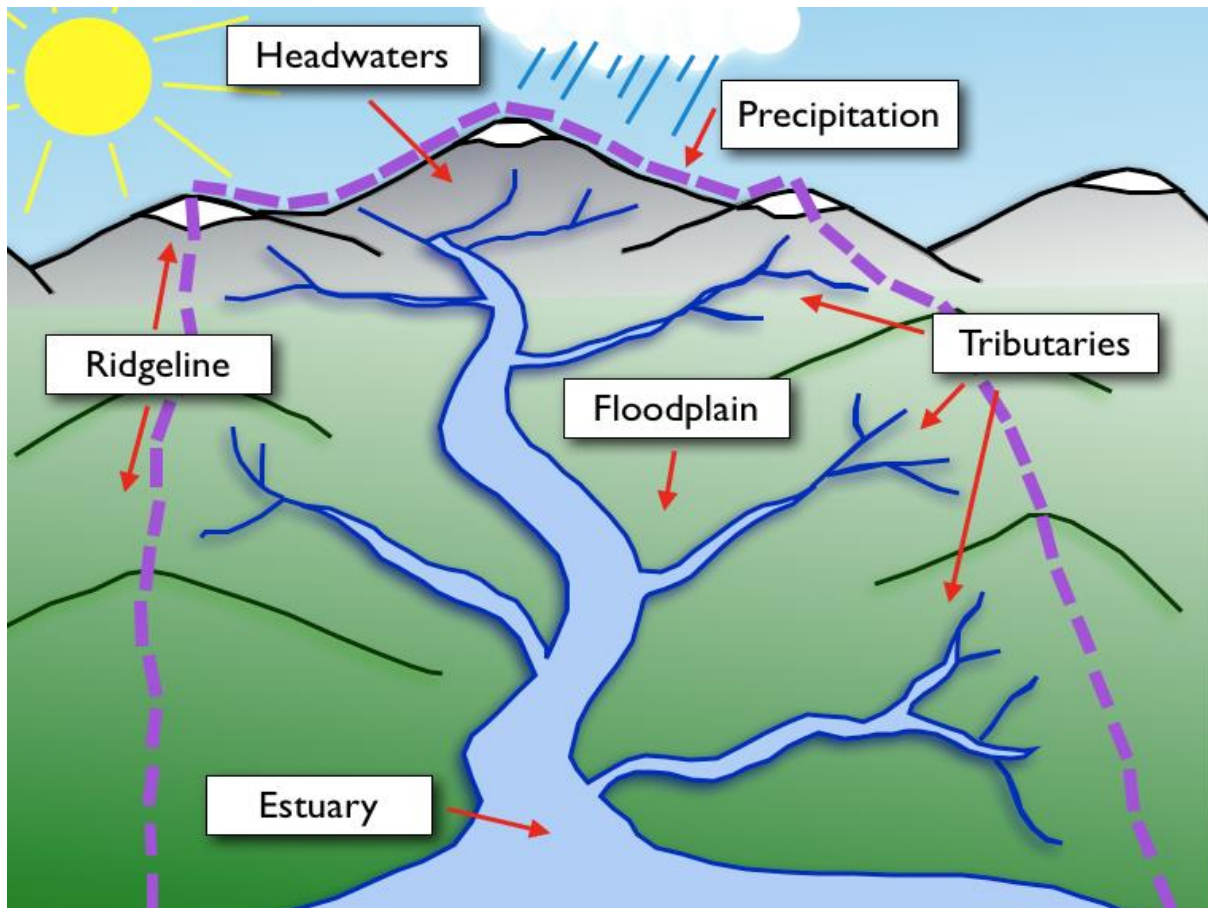 Headwaters
Precipitation
Ridgeline
Tributaries
Floodplain
Estuary